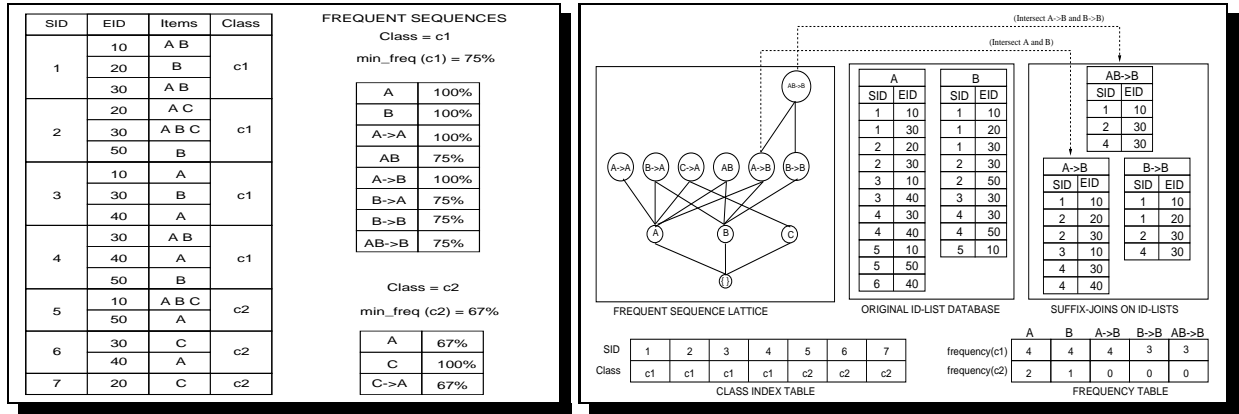 SID EID Items Class
1 10 A B c1
20 B
30 A B
2 20 A C c1
30 A B C
50 B
3 10 A c1
30 B
40 A
4 30 A B c1
40 A
50 B
5 10 A B C c2
50 A
6 30 C c2
40 A
7 20 C c2
FREQUENT SEQUENCES
Class = c1
min_freq (c1) = 75%
A 100%
B 100%
A->A 100%
AB 75%
A->B 100%
B->A 75%
B->B 75%
AB->B 75%
Class = c2
min_freq (c2) = 67%
A 67%
C 100%
C->A 67%
(Intersect A->B and B->B)
(Intersect A and B)
AB->B
A->A B->A C->A AB A->B B->B
A B C
{}
FREQUENT SEQUENCE LATTICE
A
SID EID
1 10
1 30
2 20
2 30
3 10
3 40
4 30
4 40
5 10
5 50
6 40
B
SID EID
1 10
1 20
1 30
2 30
2 50
3 30
4 30
4 50
5 10
ORIGINAL ID-LIST DATABASE
AB->B
SID EID
1 10
2 30
4 30
A->B
SID EID
1 10
2 20
2 30
3 10
4 30
4 40
B->B
SID EID
1 10
1 20
2 30
4 30
SUFFIX-JOINS ON ID-LISTS
SID 1 2 3 4 5 6 7
Class c1 c1 c1 c1 c2 c2 c2
CLASS INDEX TABLE
A B A->B B->B AB->B
frequency(c1) 4 4 4 3 3
frequency(c2) 2 1 0 0 0
FREQUENCY TABLE